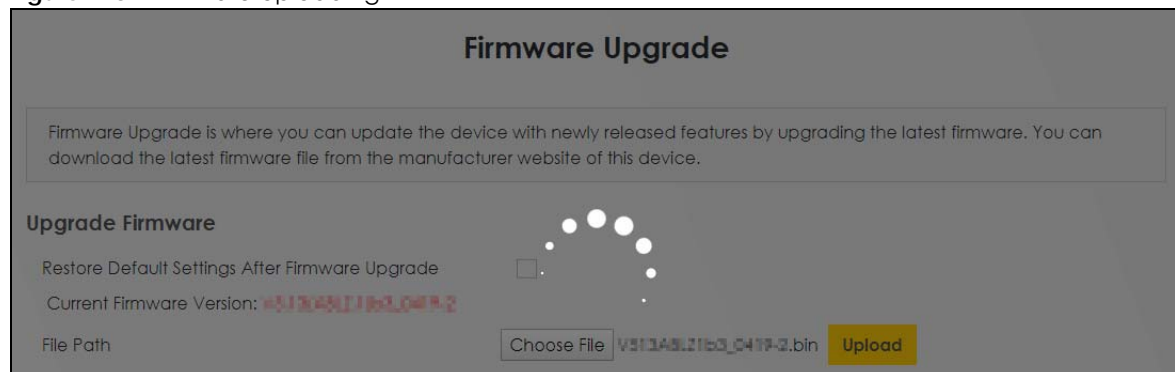 Firmware Upgrade
Firmware Upgrade is where you can update the device with newly released features by upgrading the latest firmware. You can
download the latest firmware file from the manufacturer website of this device.
Upgrade Firmware
Restore Default Settings After Firmware Upgrade
Current Firmware Version:
File Path
Choose File .bin Upload